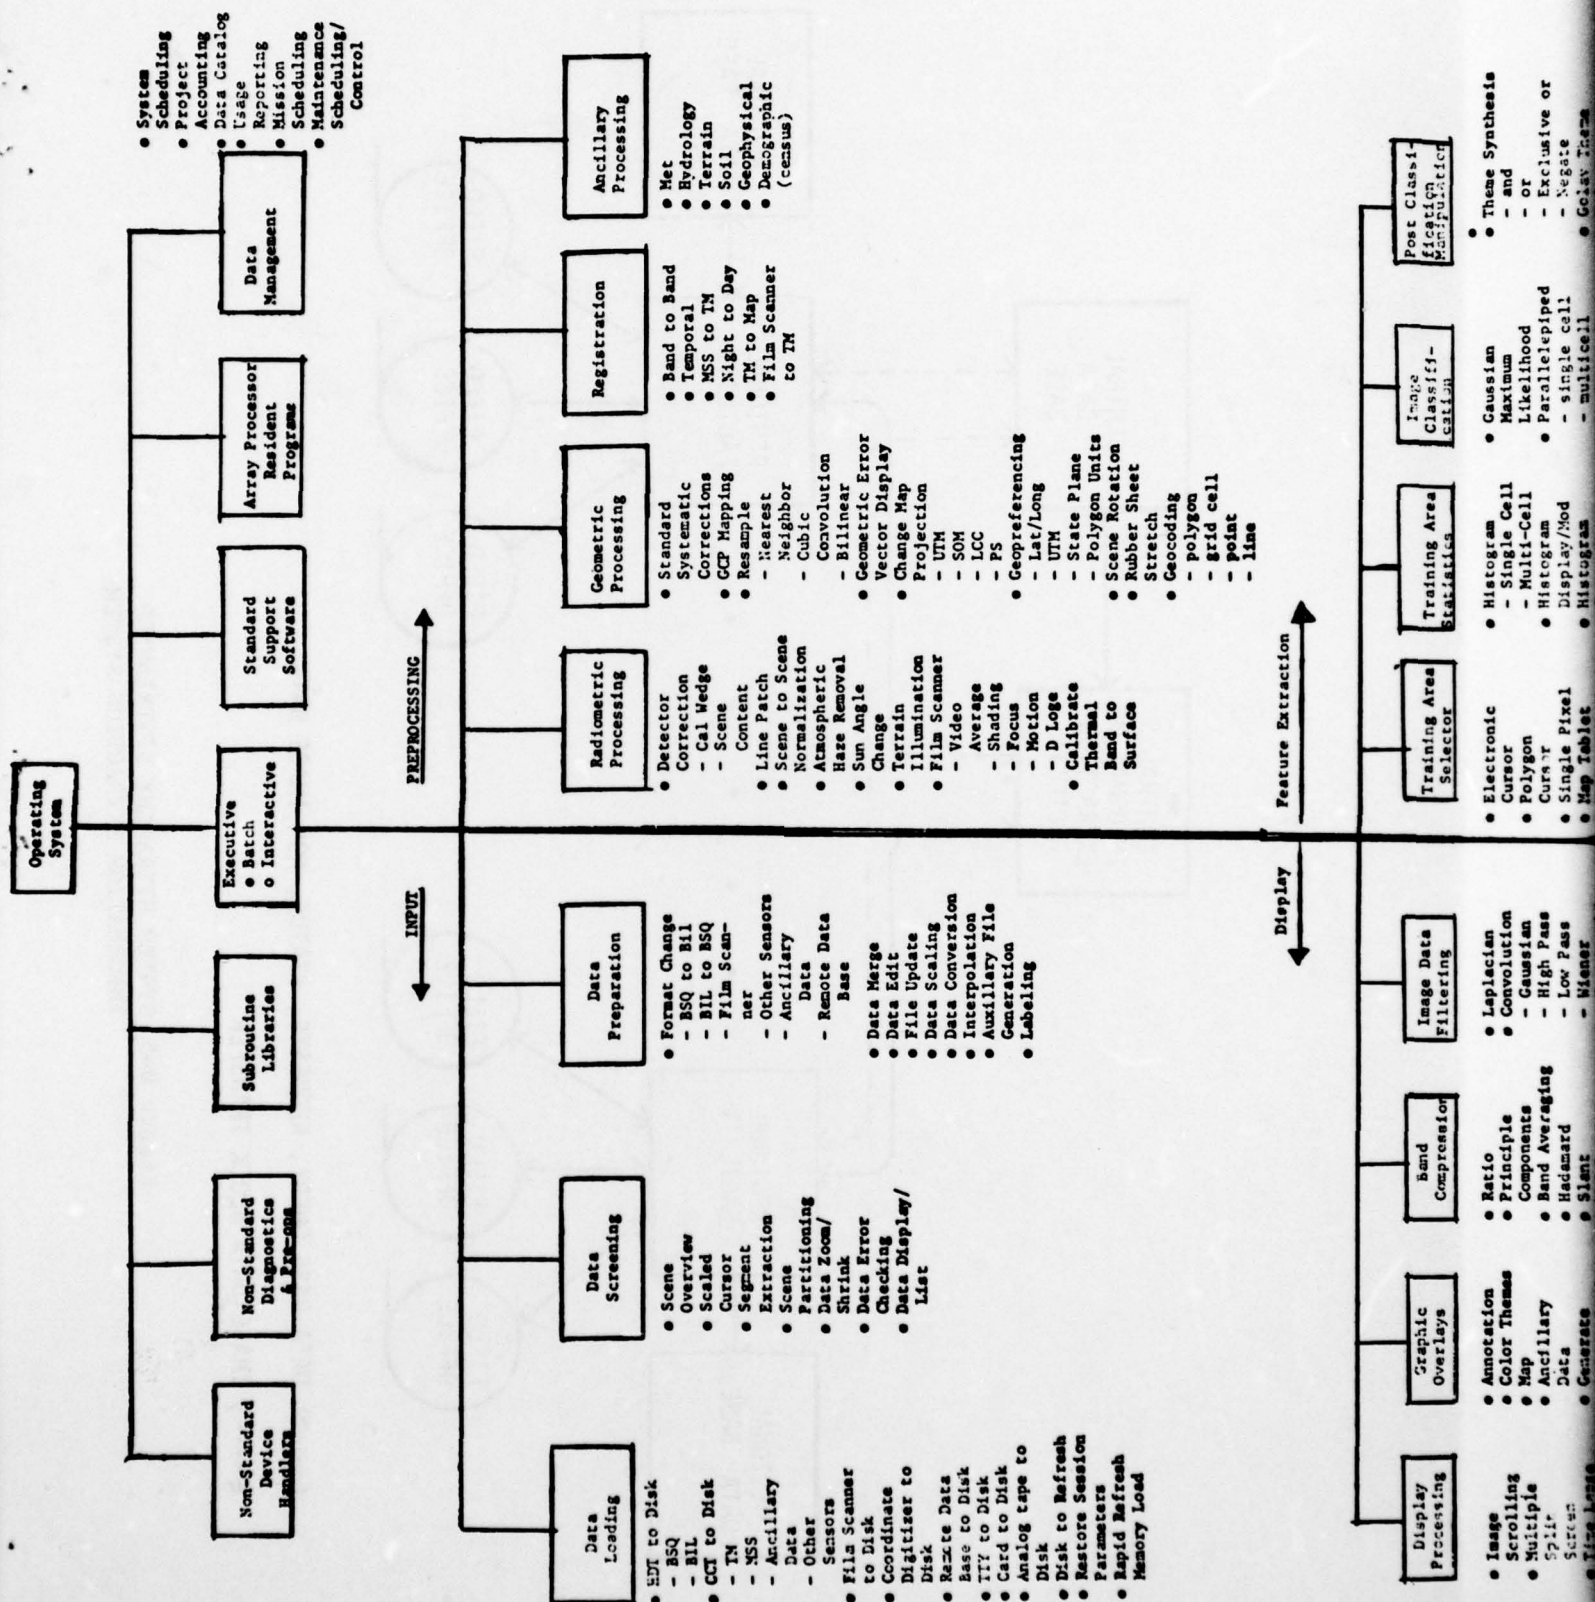 Operating
System
Non-Standard
Device
Handlers
Non-Standard
Diagnostics
& Pre-ops
Subroutine
Libraries
Executive
● Batch
o Interactive
Standard
Support
Software
Array Processor
Resident
Programs
Data
Management
● System
Scheduling
● Project
Accounting
● Data Catalog
● Usage
Reporting
● Mission
Scheduling
● Maintenance
Scheduling/
Control
INPUT
PREPROCESSING
Data
Loading
● HDT to Disk
- BSQ
- BIL
● CCT to Disk
- TM
- MSS
- Ancillary
Data
- Other
Sensors
● Film Scanner
to Disk
● Coordinate
Digitizer to
Disk
● Remote Data
Base to Disk
● TTY to Disk
● Card to Disk
● Analog tape to
Disk
● Disk to Refresh
● Restore Session
Parameters
● Rapid Refresh
Memory Load
Data
Screening
● Scene
Overview
● Scaled
Cursor
● Segment
Extraction
● Scene
Partitioning
● Data Zoom/
Shrink
● Data Error
Checking
● Data Display/
List
Data
Preparation
● Format Change
- BSQ to Bil
- BIL to BSQ
- Film Scan-
ner
- Other Sensors
- Ancillary
Data
- Remote Data
Base
● Data Merge
● Data Edit
● File Update
● Data Scaling
● Data Conversion
● Interpolation
● Auxillary File
Generation
● Labeling
Radiometric
Processing
● Detector
Correction
- Cal Wedge
- Scene
Content
● Line Patch
● Scene to Scene
Normalization
● Atmospheric
Haze Removal
● Sun Angle
Change
● Terrain
Illumination
● Film Scanner
- Video
Average
- Shading
- Focus
- Motion
- D Loge
● Calibrate
Thermal
Band to
Surface
Geometric
Processing
● Standard
Systematic
Corrections
● GCP Mapping
● Resample
- Nearest
Neighbor
- Cubic
Convolution
- Bilinear
● Geometric Error
Vector Display
● Change Map
Projection
- UTM
- SOM
- LCC
- PS
● Geopreferencing
- Lat/Long
- UTM
- State Plane
- Polygon Units
● Scene Rotation
● Rubber Sheet
Stretch
● Geocoding
- polygon
- grid cell
- point
- line
Registration
● Band to Band
● Temporal
● MSS to TM
● Night to Day
● TM to Map
● Film Scanner
to TM
Ancillary
Processing
● Met
● Hydrology
● Terrain
● Soil
● Geophysical
● Demographic
(census)
Display
Feature Extraction
Display
Processing
● Image
Scrolling
● Multiple
Split
Screen
Graphic
Overlays
● Annotation
● Color Themes
● Map
● Ancillary
Data
● Generate
Band
Compression
● Ratio
● Principle
Components
● Band Averaging
● Hadamard
● Slant
Image Data
Filtering
● Laplacian
● Convolution
- Gaussian
- High Pass
- Low Pass
- Wiener
Training Area
Selector
● Electronic
Cursor
● Polygon
Cursor
● Single Pixel
● Map Tablet
Training Area
Statistics
● Histogram
- Single Cell
- Multi-Cell
● Histogram
Display/Mod
● Histogram
Image
Classifi-
cation
● Gaussian
Maximum
Likelihood
● Parallelepiped
- single cell
- multicell
Post Classi-
fication
Manipulation
● Theme Synthesis
- and
- or
- Exclusive or
- Negate
● Golay Theme